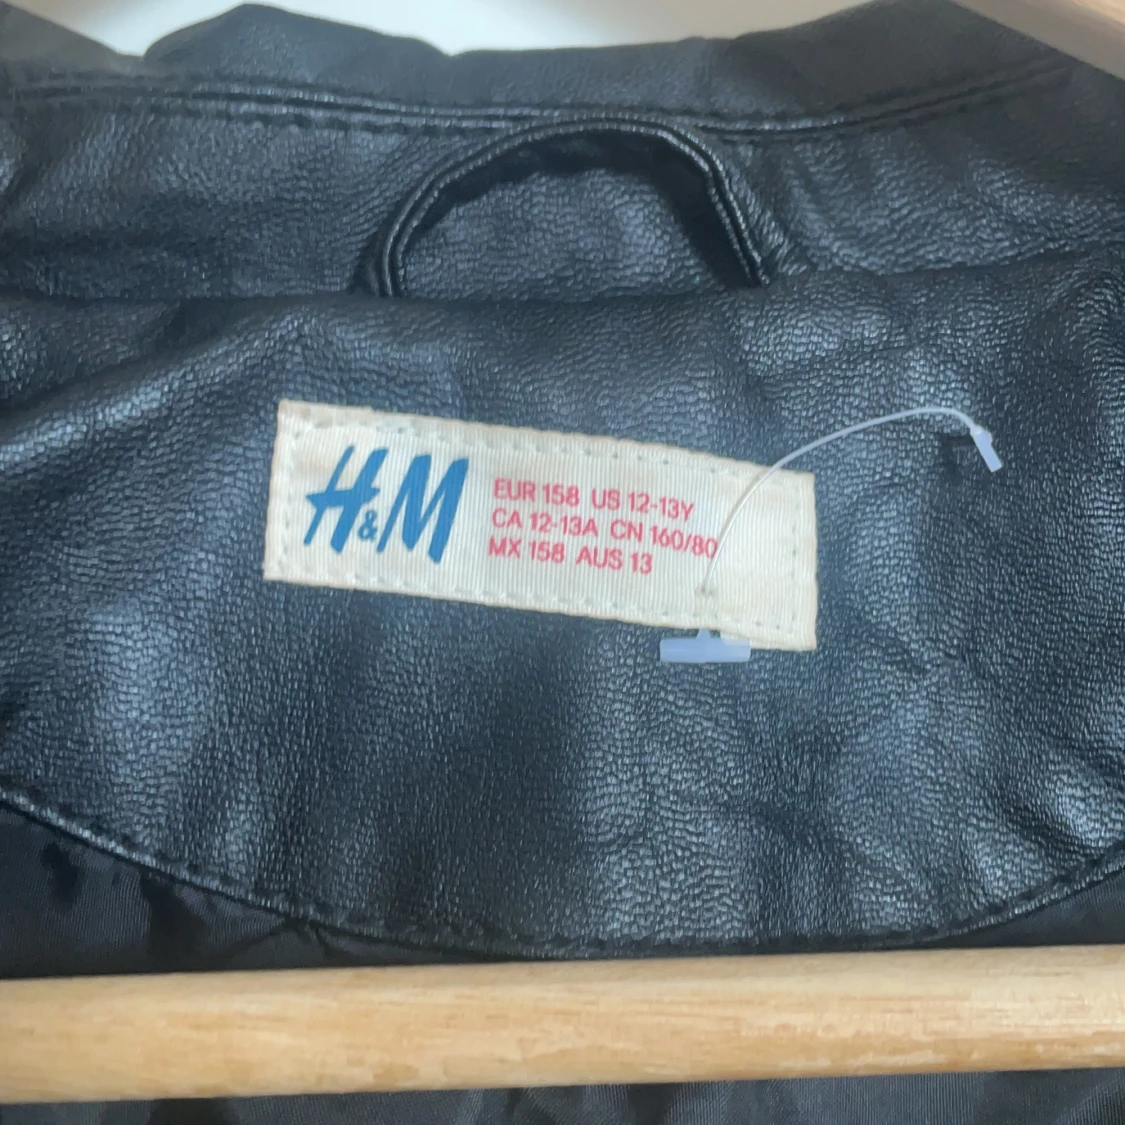 H&M
EUR 158 US 12-13Y
CA 12-13A CN 160/80
MX 158 AUS 13